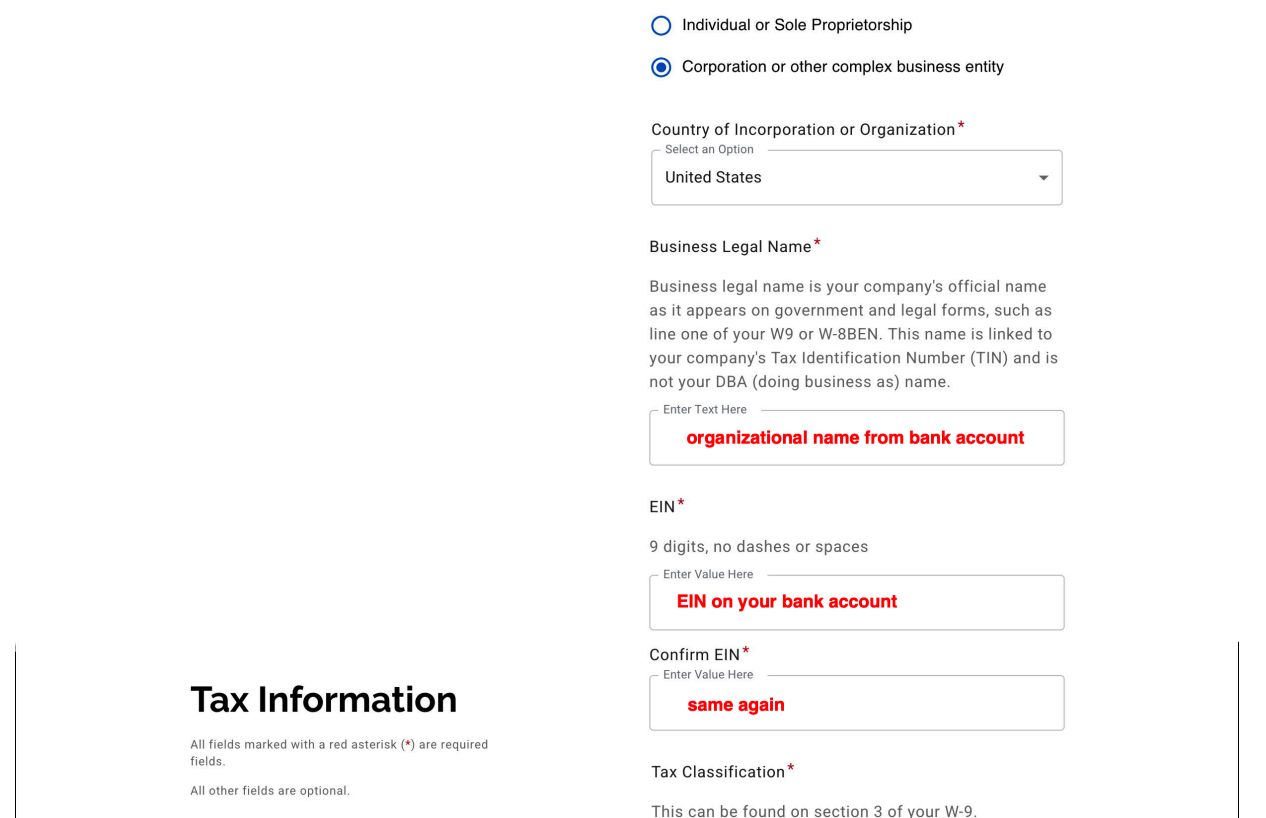 Individual or Sole Proprietorship
Corporation or other complex business entity
Country of Incorporation or Organization*
Select an Option
United States
Business Legal Name*
Business legal name is your company's official name
as it appears on government and legal forms, such as
line one of your W9 or W-8BEN. This name is linked to
your company's Tax Identification Number (TIN) and is
not your DBA (doing business as) name.
Enter Text Here
organizational name from bank account
EIN*
9 digits, no dashes or spaces
Enter Value Here
EIN on your bank account
Confirm EIN*
Enter Value Here
same again
Tax Information
All fields marked with a red asterisk (*) are required
fields.
All other fields are optional.
Tax Classification*
This can be found on section 3 of your W-9.